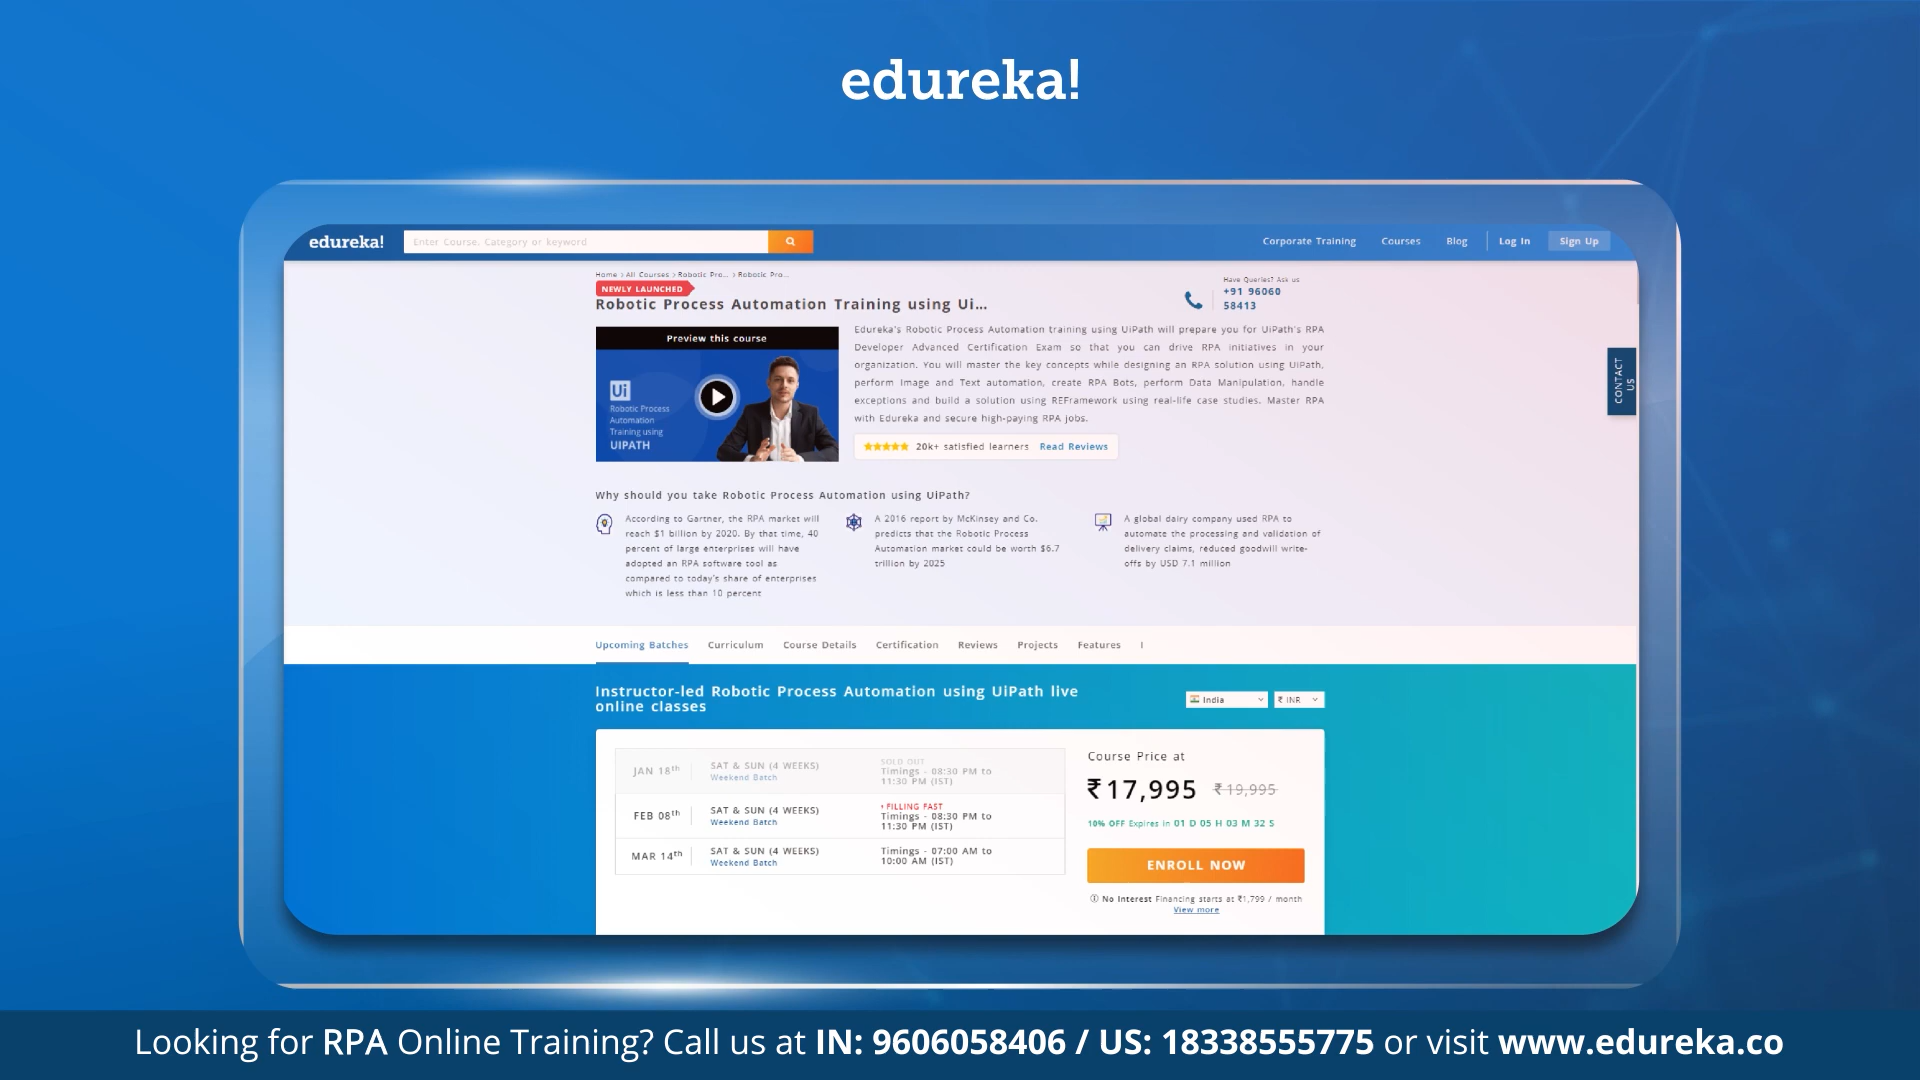 edureka!
edureka!
Enter Course, Category or keyword
Corporate Training
Courses
Blog
Log In
Sign Up
Home › All Courses › Robotic Pro... › Robotic Pro...
NEWLY LAUNCHED
Robotic Process Automation Training using Ui...
Have Queries? Ask us
+91 96060
58413
Preview this course
Ui
Robotic Process
Automation
Training using
UIPATH
Edureka's Robotic Process Automation training using UiPath will prepare you for UiPath's RPA
Developer Advanced Certification Exam so that you can drive RPA initiatives in your
organization. You will master the key concepts while designing an RPA solution using UiPath,
perform Image and Text automation, create RPA Bots, perform Data Manipulation, handle
exceptions and build a solution using REFramework using real-life case studies. Master RPA
with Edureka and secure high-paying RPA jobs.
20k+ satisfied learners Read Reviews
CONTACT
US
Why should you take Robotic Process Automation using UiPath?
According to Gartner, the RPA market will
reach $1 billion by 2020. By that time, 40
percent of large enterprises will have
adopted an RPA software tool as
compared to today's share of enterprises
which is less than 10 percent
A 2016 report by McKinsey and Co.
predicts that the Robotic Process
Automation market could be worth $6.7
trillion by 2025
A global dairy company used RPA to
automate the processing and validation of
delivery claims, reduced goodwill write-
offs by USD 7.1 million
Upcoming Batches
Curriculum
Course Details
Certification
Reviews
Projects
Features
Instructor-led Robotic Process Automation using UiPath live
online classes
India
₹ INR
JAN 18th
SAT & SUN (4 WEEKS)
Weekend Batch
SOLD OUT
Timings - 08:30 PM to
11:30 PM (IST)
FEB 08th
SAT & SUN (4 WEEKS)
Weekend Batch
FILLING FAST
Timings - 08:30 PM to
11:30 PM (IST)
MAR 14th
SAT & SUN (4 WEEKS)
Weekend Batch
Timings - 07:00 AM to
10:00 AM (IST)
Course Price at
₹17,995 ₹19,995
10% OFF Expires in 01 D 05 H 03 M 32 S
ENROLL NOW
No Interest Financing starts at ₹1,799 / month
View more
Looking for RPA Online Training? Call us at IN: 9606058406 / US: 18338555775 or visit www.edureka.co